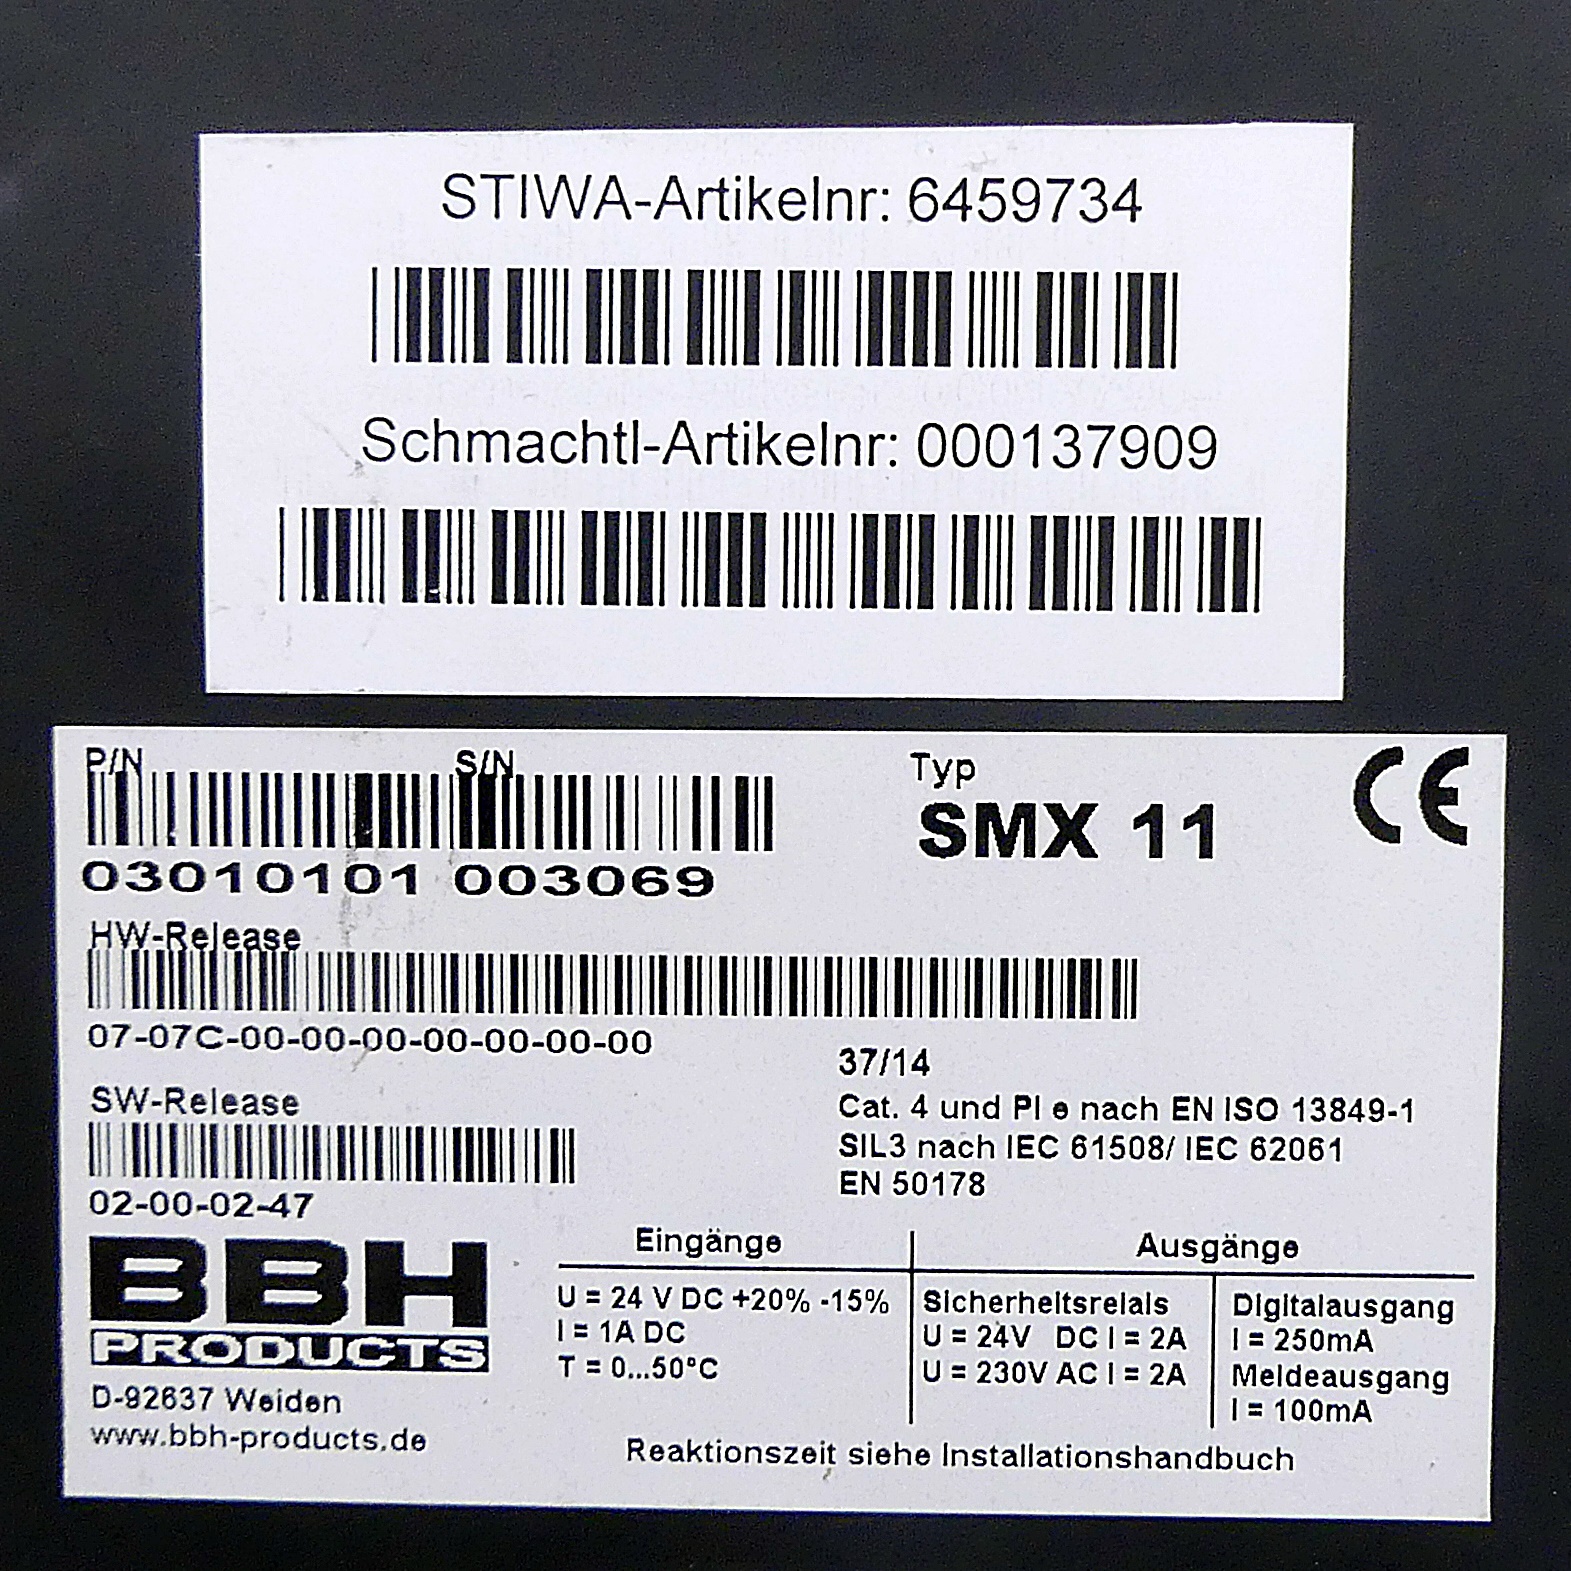 STIWA-Artikelnr: 6459734
Schmachtl-Artikelnr: 000137909
P/N S/N
03010101 003069
Typ
SMX 11
CE
HW-Release
07-07C-00-00-00-00-00-00-00
SW-Release
02-00-02-47
37/14
Cat. 4 und Pl e nach EN ISO 13849-1
SIL3 nach IEC 61508/ IEC 62061
EN 50178
BBH
PRODUCTS
D-92637 Weiden
www.bbh-products.de
Eingänge
U = 24 V DC +20% -15%
I = 1A DC
T = 0...50°C
Ausgänge
Sicherheitsrelais
U = 24V DC I = 2A
U = 230V AC I = 2A
Digitalausgang
I = 250mA
Meldeausgang
I = 100mA
Reaktionszeit siehe Installationshandbuch